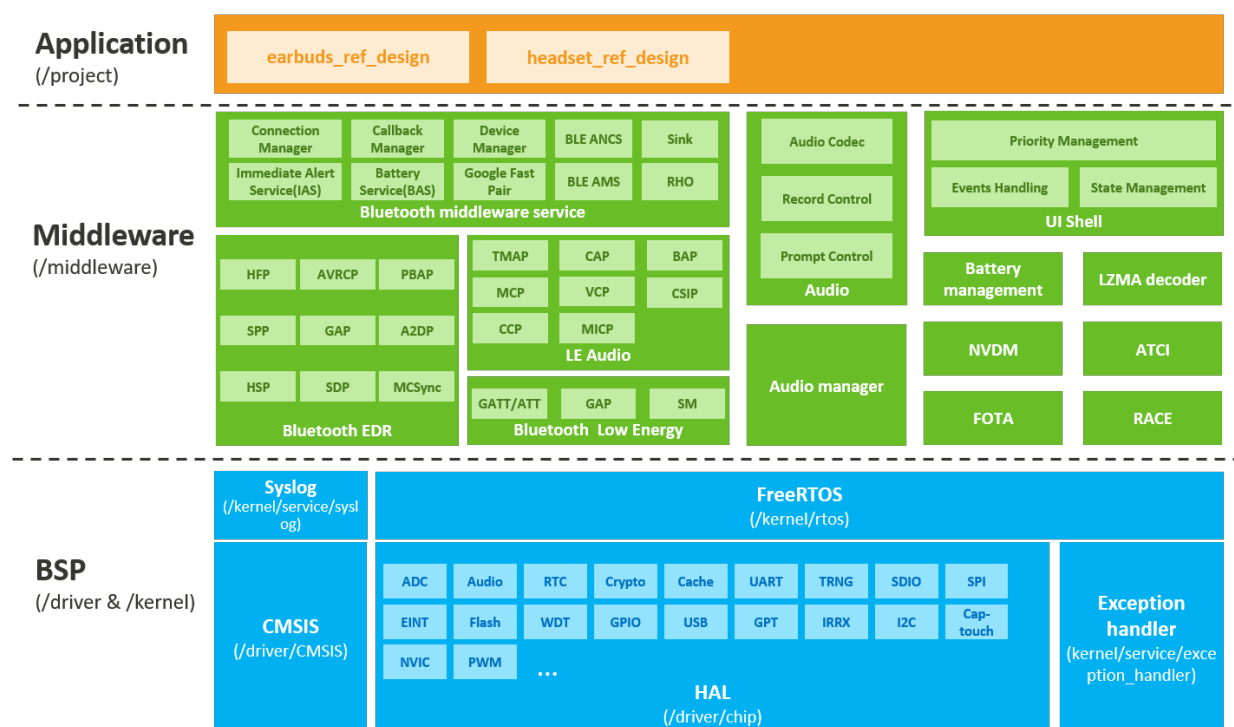 Application
(/project)
earbuds_ref_design
headset_ref_design
Middleware
(/middleware)
Connection
Manager
Callback
Manager
Device
Manager
BLE ANCS
Sink
Immediate Alert
Service(IAS)
Battery
Service(BAS)
Google Fast
Pair
BLE AMS
RHO
Bluetooth middleware service
HFP
AVRCP
PBAP
SPP
GAP
A2DP
HSP
SDP
MCSync
Bluetooth EDR
TMAP
CAP
BAP
MCP
VCP
CSIP
CCP
MICP
LE Audio
GATT/ATT
GAP
SM
Bluetooth Low Energy
Audio Codec
Record Control
Prompt Control
Audio
Audio manager
Priority Management
Events Handling
State Management
UI Shell
Battery
management
LZMA decoder
NVDM
ATCI
FOTA
RACE
BSP
(/driver & /kernel)
Syslog
(/kernel/service/sysl
og)
FreeRTOS
(/kernel/rtos)
CMSIS
(/driver/CMSIS)
ADC
Audio
RTC
Crypto
Cache
UART
TRNG
SDIO
SPI
EINT
Flash
WDT
GPIO
USB
GPT
IRRX
I2C
Cap-
touch
NVIC
PWM
...
HAL
(/driver/chip)
Exception
handler
(kernel/service/exce
ption_handler)